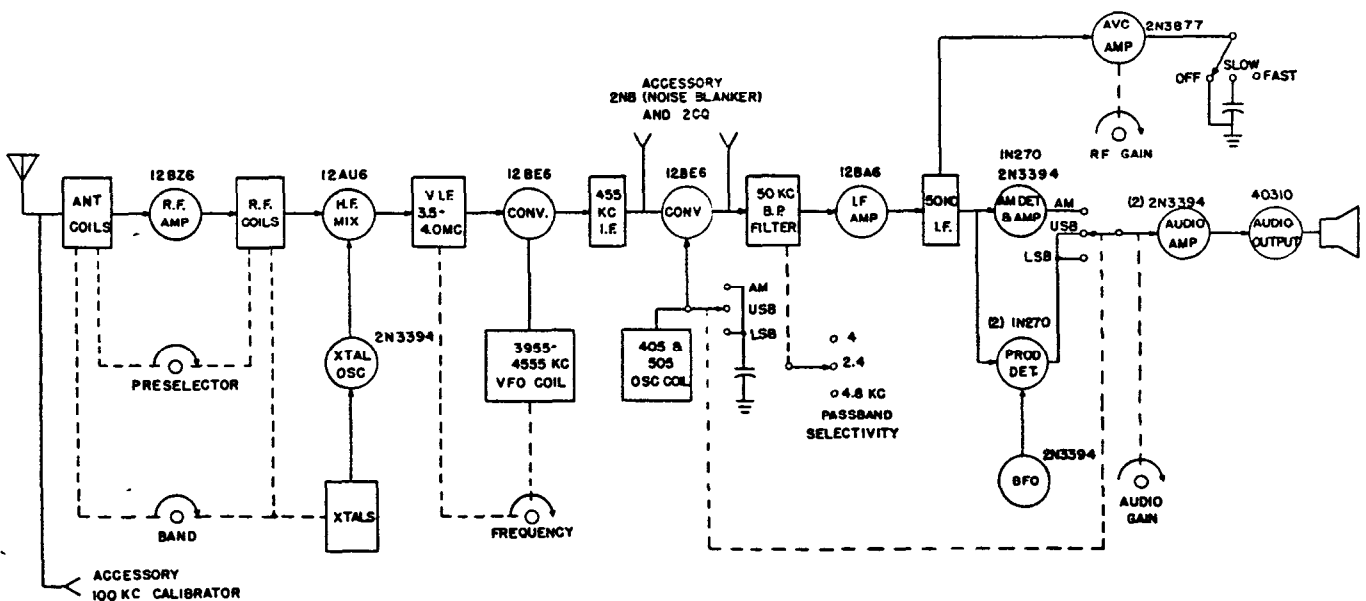 AVC
AMP
2N3877
OFF
SLOW
FAST
RF GAIN
ACCESSORY
2NB (NOISE BLANKER)
AND 2CQ
ANT
COILS
12BZ6
R.F.
AMP
R.F.
COILS
12AU6
H.F.
MIX
V.I.F.
3.5-
4.0MC
12BE6
CONV.
455
KC
I.F.
12BE6
CONV
50 KC
B.P.
FILTER
12BA6
I.F
AMP
50KC
I.F.
1N270
2N3394
AM DET
& AMP
AM
USB
LSB
(2) 2N3394
AUDIO
AMP
40310
AUDIO
OUTPUT
PRESELECTOR
2N3394
XTAL
OSC
3955-
4555 KC
VFO COIL
405 &
505
OSC COIL
AM
USB
LSB
4
2.4
4.8 KC
PASSBAND
SELECTIVITY
(2) 1N270
PROD
DET.
2N3394
BFO
AUDIO
GAIN
BAND
XTALS
FREQUENCY
ACCESSORY
100 KC CALIBRATOR